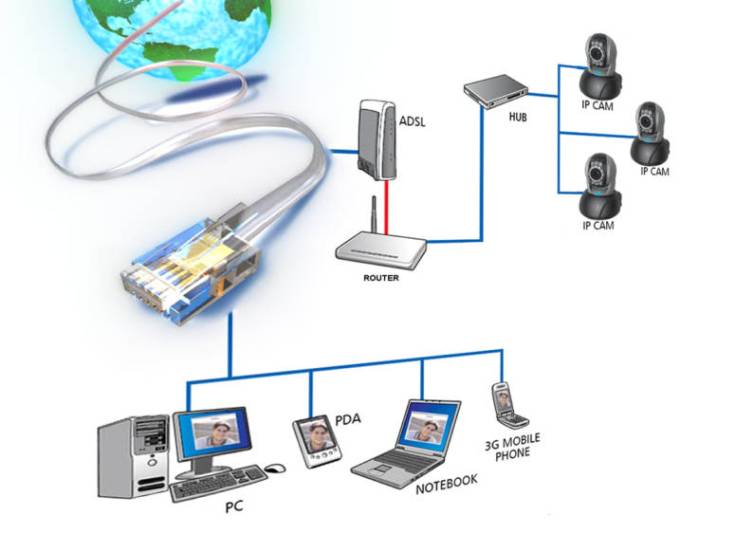 ADSL
HUB
IP CAM
IP CAM
IP CAM
ROUTER
PDA
3G MOBILE
PHONE
NOTEBOOK
PC